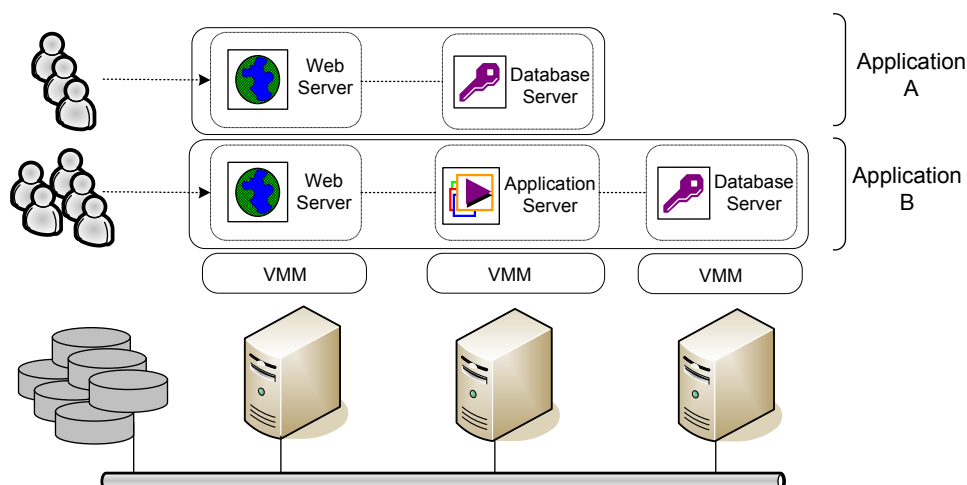 Web
Server
Database
Server
Application
A
Web
Server
Application
Server
Database
Server
Application
B
VMM
VMM
VMM